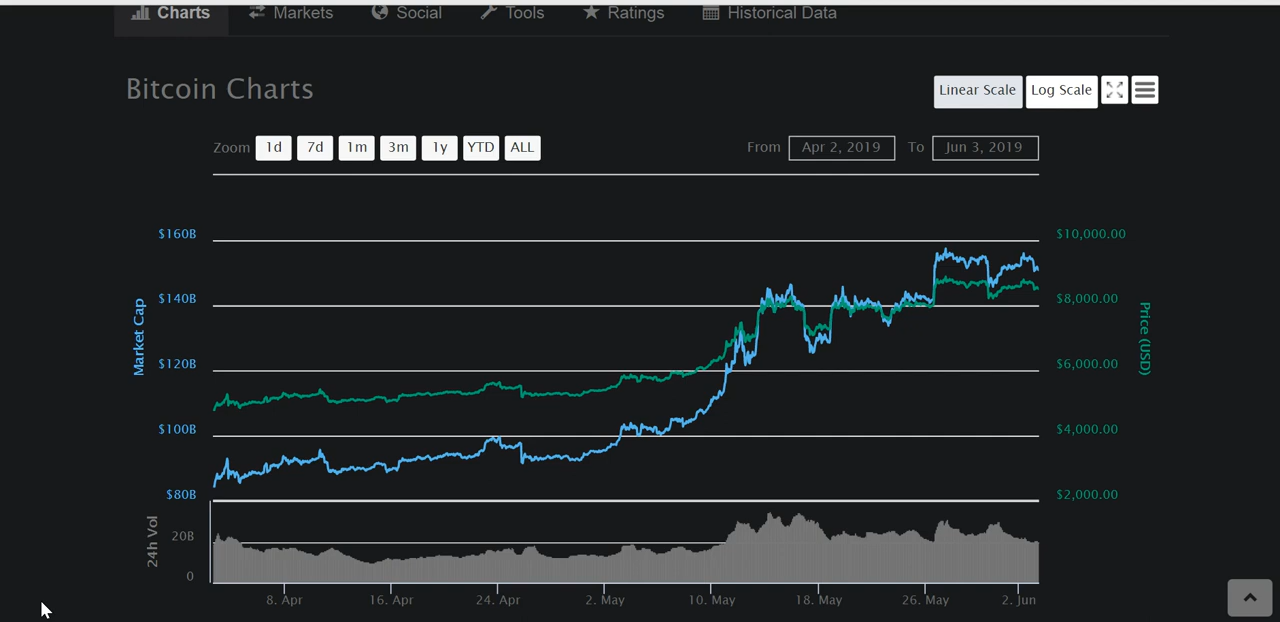 Charts Markets Social Tools Ratings Historical Data
Bitcoin Charts
Linear Scale Log Scale
Zoom 1d 7d 1m 3m 1y YTD ALL From Apr 2, 2019 To Jun 3, 2019
$160B $10,000.00
$140B $8,000.00
Market Cap
Price (USD)
$120B $6,000.00
$100B $4,000.00
$80B $2,000.00
24h Vol
20B
0
8. Apr 16. Apr 24. Apr 2. May 10. May 18. May 26. May 2. Jun